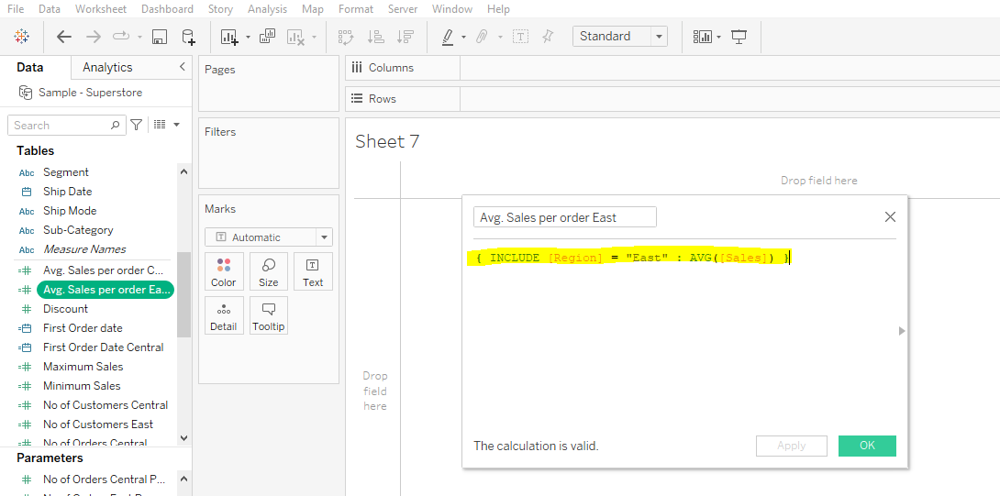 File Data Worksheet Dashboard Story Analysis Map Format Server Window Help
Standard
Data Analytics
Sample - Superstore
Search
Tables
Abc Segment
Ship Date
Abc Ship Mode
Abc Sub-Category
Abc Measure Names
Avg. Sales per order C...
Avg. Sales per order Ea...
Discount
First Order date
First Order Date Central
Maximum Sales
Minimum Sales
No of Customers Central
No of Customers East
No of Orders Central
Parameters
No of Orders Central P...
Pages
Filters
Marks
Automatic
Color Size Text
Detail Tooltip
Columns
Rows
Sheet 7
Drop field here
Drop
field
here
Avg. Sales per order East
{ INCLUDE [Region] = "East" : AVG([Sales]) }
The calculation is valid.
Apply OK